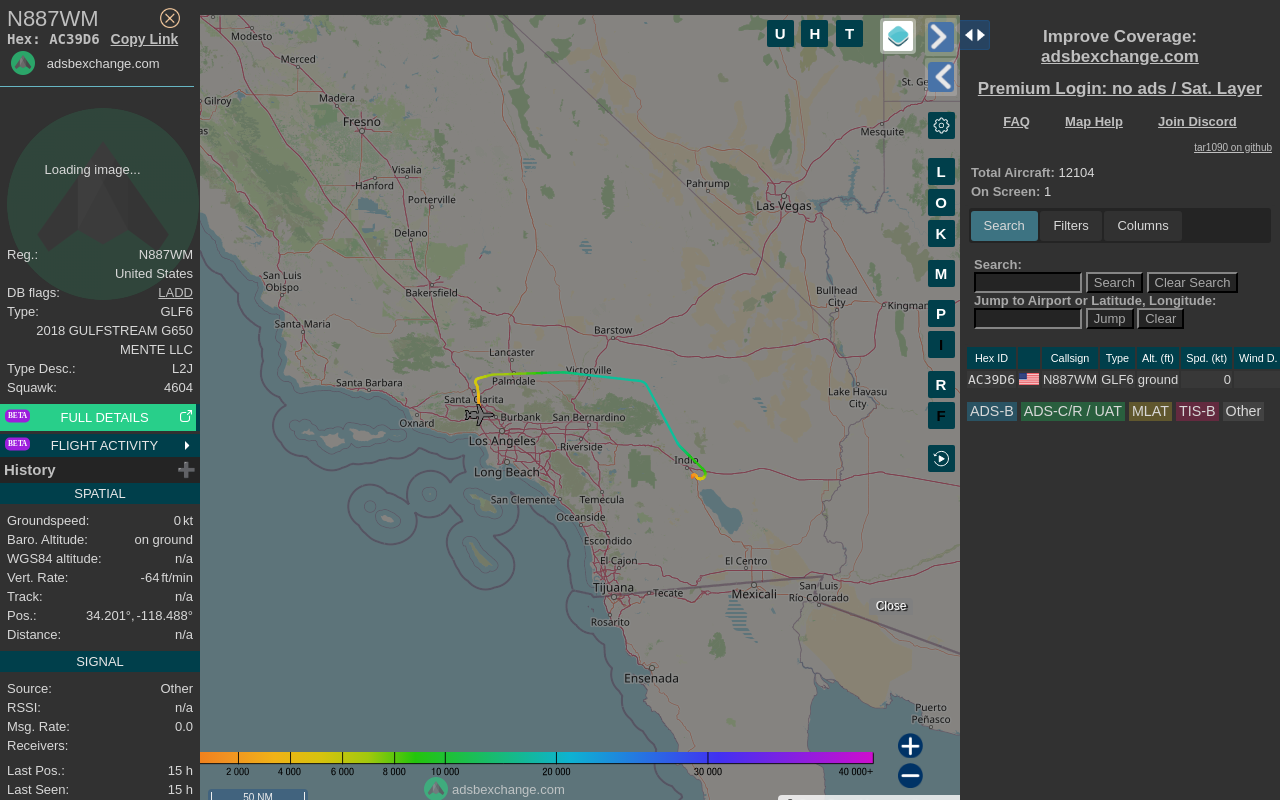 N887WM
Hex: AC39D6 Copy Link
adsbexchange.com
Loading image...
Reg.: N887WM
United States
DB flags: LADD
Type: GLF6
2018 GULFSTREAM G650
MENTE LLC
Type Desc.: L2J
Squawk: 4604
BETA FULL DETAILS
BETA FLIGHT ACTIVITY
History
SPATIAL
Groundspeed: 0 kt
Baro. Altitude: on ground
WGS84 altitude: n/a
Vert. Rate: -64 ft/min
Track: n/a
Pos.: 34.201°, -118.488°
Distance: n/a
SIGNAL
Source: Other
RSSI: n/a
Msg. Rate: 0.0
Receivers:
Last Pos.: 15 h
Last Seen: 15 h
Modesto
Merced
Gilroy
Madera
Fresno
Visalia
Hanford
Porterville
Delano
San Luis
Obispo
Bakersfield
Santa Maria
Lancaster
Palmdale
Santa Barbara
Santa Clarita
Oxnard
Burbank
San Bernardino
Los Angeles
Riverside
Long Beach
San Clemente
Temecula
Oceanside
Escondido
El Cajon
Tijuana
Tecate
Rosarito
Ensenada
Barstow
Victorville
Indio
El Centro
Mexicali
San Luis
Río Colorado
Puerto
Peñasco
Pahrump
Las Vegas
Mesquite
St. Ge
Bullhead
City
Kingman
Lake Havasu
City
U H T
L
O
K
M
P
I
R
F
Close
2 000 4 000 6 000 8 000 10 000 20 000 30 000 40 000+
adsbexchange.com
50 NM
Improve Coverage:
adsbexchange.com
Premium Login: no ads / Sat. Layer
FAQ Map Help Join Discord
tar1090 on github
Total Aircraft: 12104
On Screen: 1
Search Filters Columns
Search:
Search Clear Search
Jump to Airport or Latitude, Longitude:
Jump Clear
Hex ID Callsign Type Alt. (ft) Spd. (kt) Wind D.
AC39D6 N887WM GLF6 ground 0
ADS-B ADS-C/R / UAT MLAT TIS-B Other